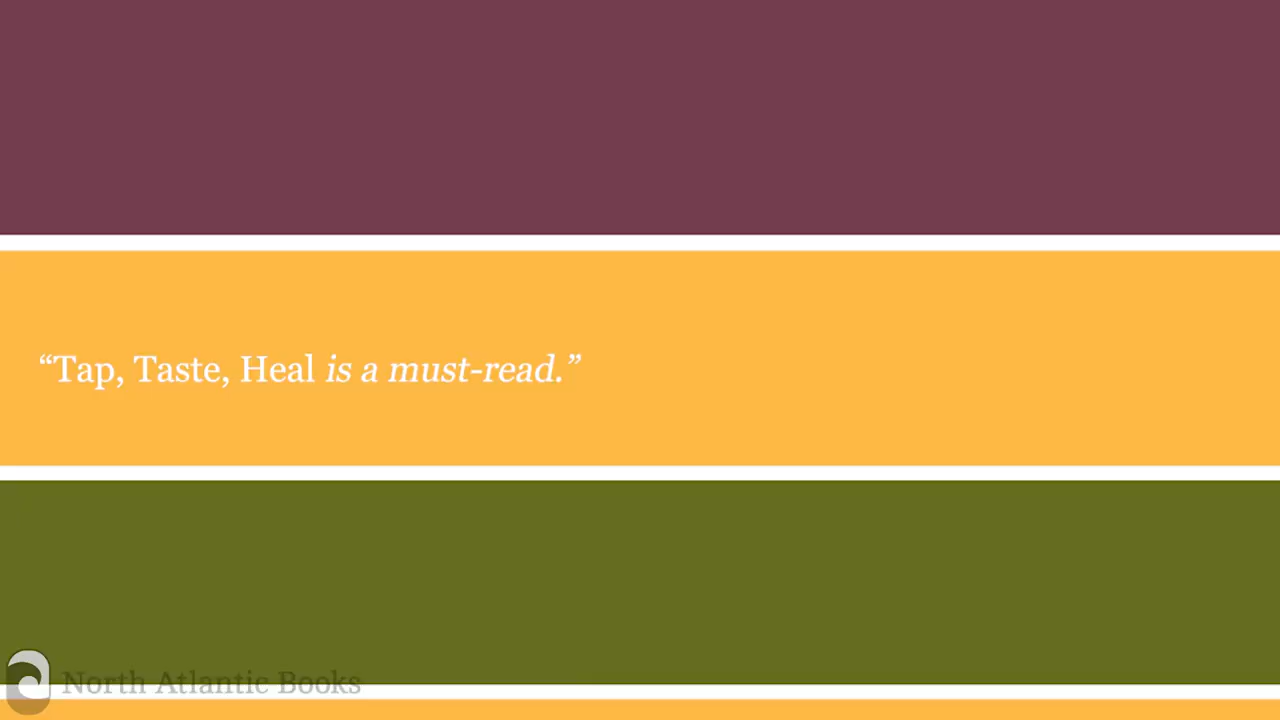 “Tap, Taste, Heal is a must-read.”
North Atlantic Books